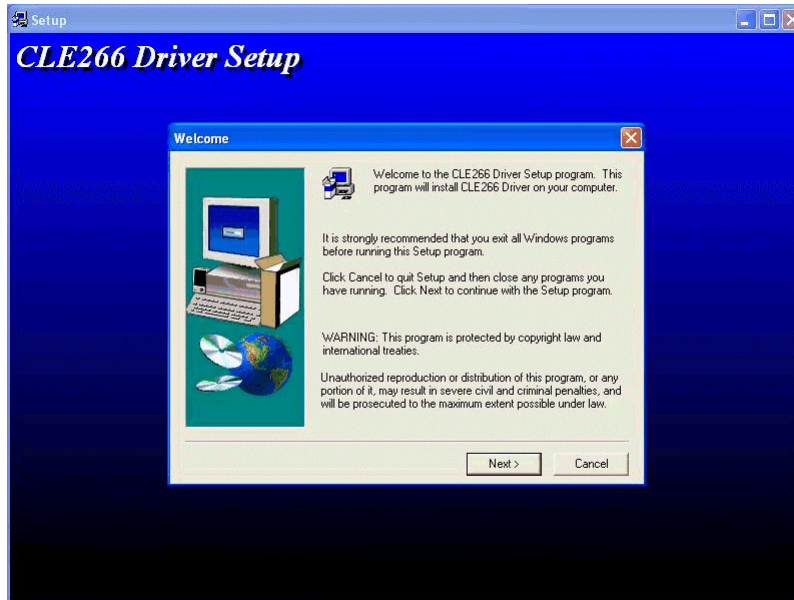 Setup
CLE266 Driver Setup
Welcome
Welcome to the CLE266 Driver Setup program. This
program will install CLE266 Driver on your computer.
It is strongly recommended that you exit all Windows programs
before running this Setup program.
Click Cancel to quit Setup and then close any programs you
have running. Click Next to continue with the Setup program.
WARNING: This program is protected by copyright law and
international treaties.
Unauthorized reproduction or distribution of this program, or any
portion of it, may result in severe civil and criminal penalties, and
will be prosecuted to the maximum extent possible under law.
Next >
Cancel